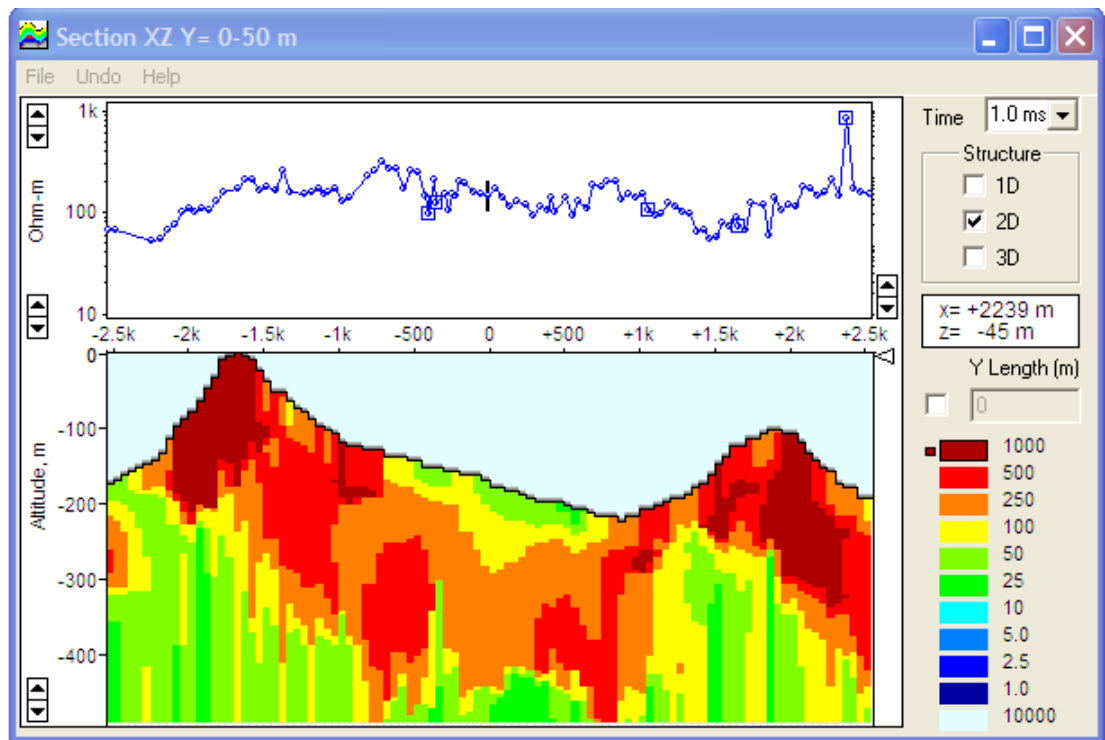 Section XZ Y= 0-50 m
File Undo Help
1k
100
10
Ohm-m
-2.5k -2k -1.5k -1k -500 0 +500 +1k +1.5k +2k +2.5k
0
-100
-200
-300
-400
Altitude, m
Time 1.0 ms
Structure
1D
2D
3D
x= +2239 m
z= -45 m
Y Length (m)
0
1000
500
250
100
50
25
10
5.0
2.5
1.0
10000